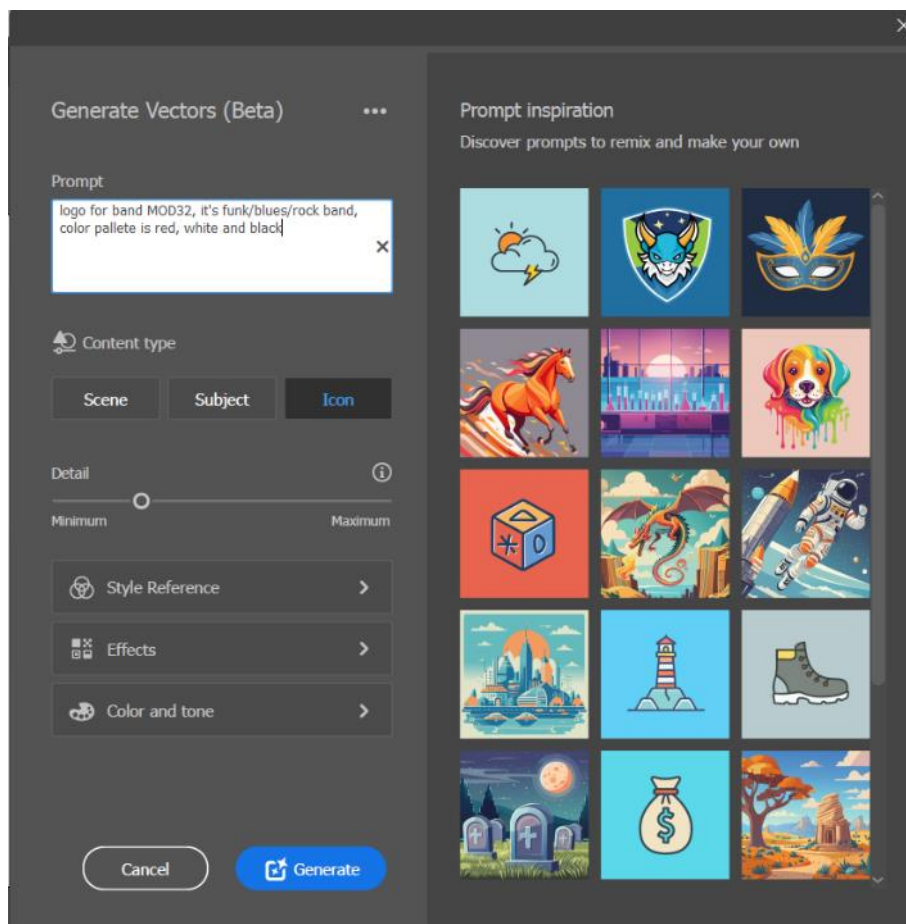 Generate Vectors (Beta)
Prompt
logo for band MOD32, it's funk/blues/rock band,
color pallete is red, white and black
Content type
Scene
Subject
Icon
Detail
Minimum
Maximum
Style Reference
Effects
Color and tone
Cancel
Generate
Prompt inspiration
Discover prompts to remix and make your own